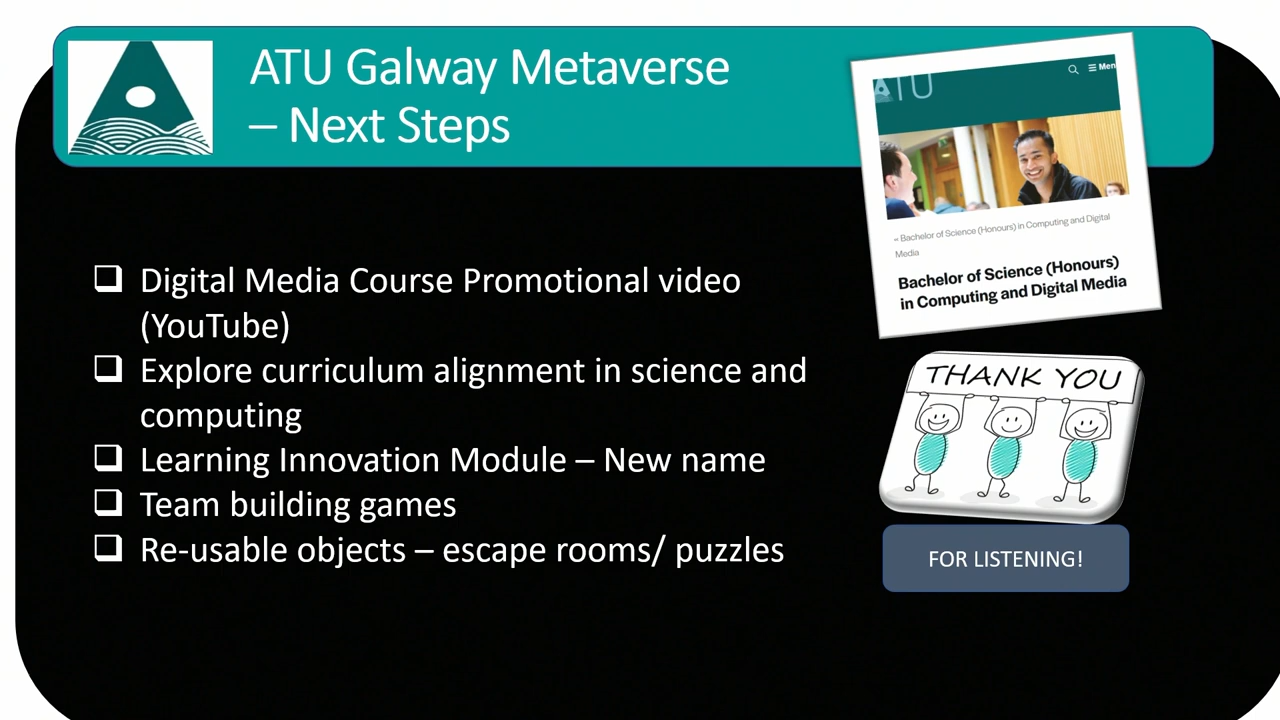 ATU Galway Metaverse
– Next Steps
ATU
Men
« Bachelor of Science (Honours) in Computing and Digital
Media
Bachelor of Science (Honours)
in Computing and Digital Media
❑ Digital Media Course Promotional video
(YouTube)
❑ Explore curriculum alignment in science and
computing
❑ Learning Innovation Module – New name
❑ Team building games
❑ Re-usable objects – escape rooms/ puzzles
THANK YOU
FOR LISTENING!